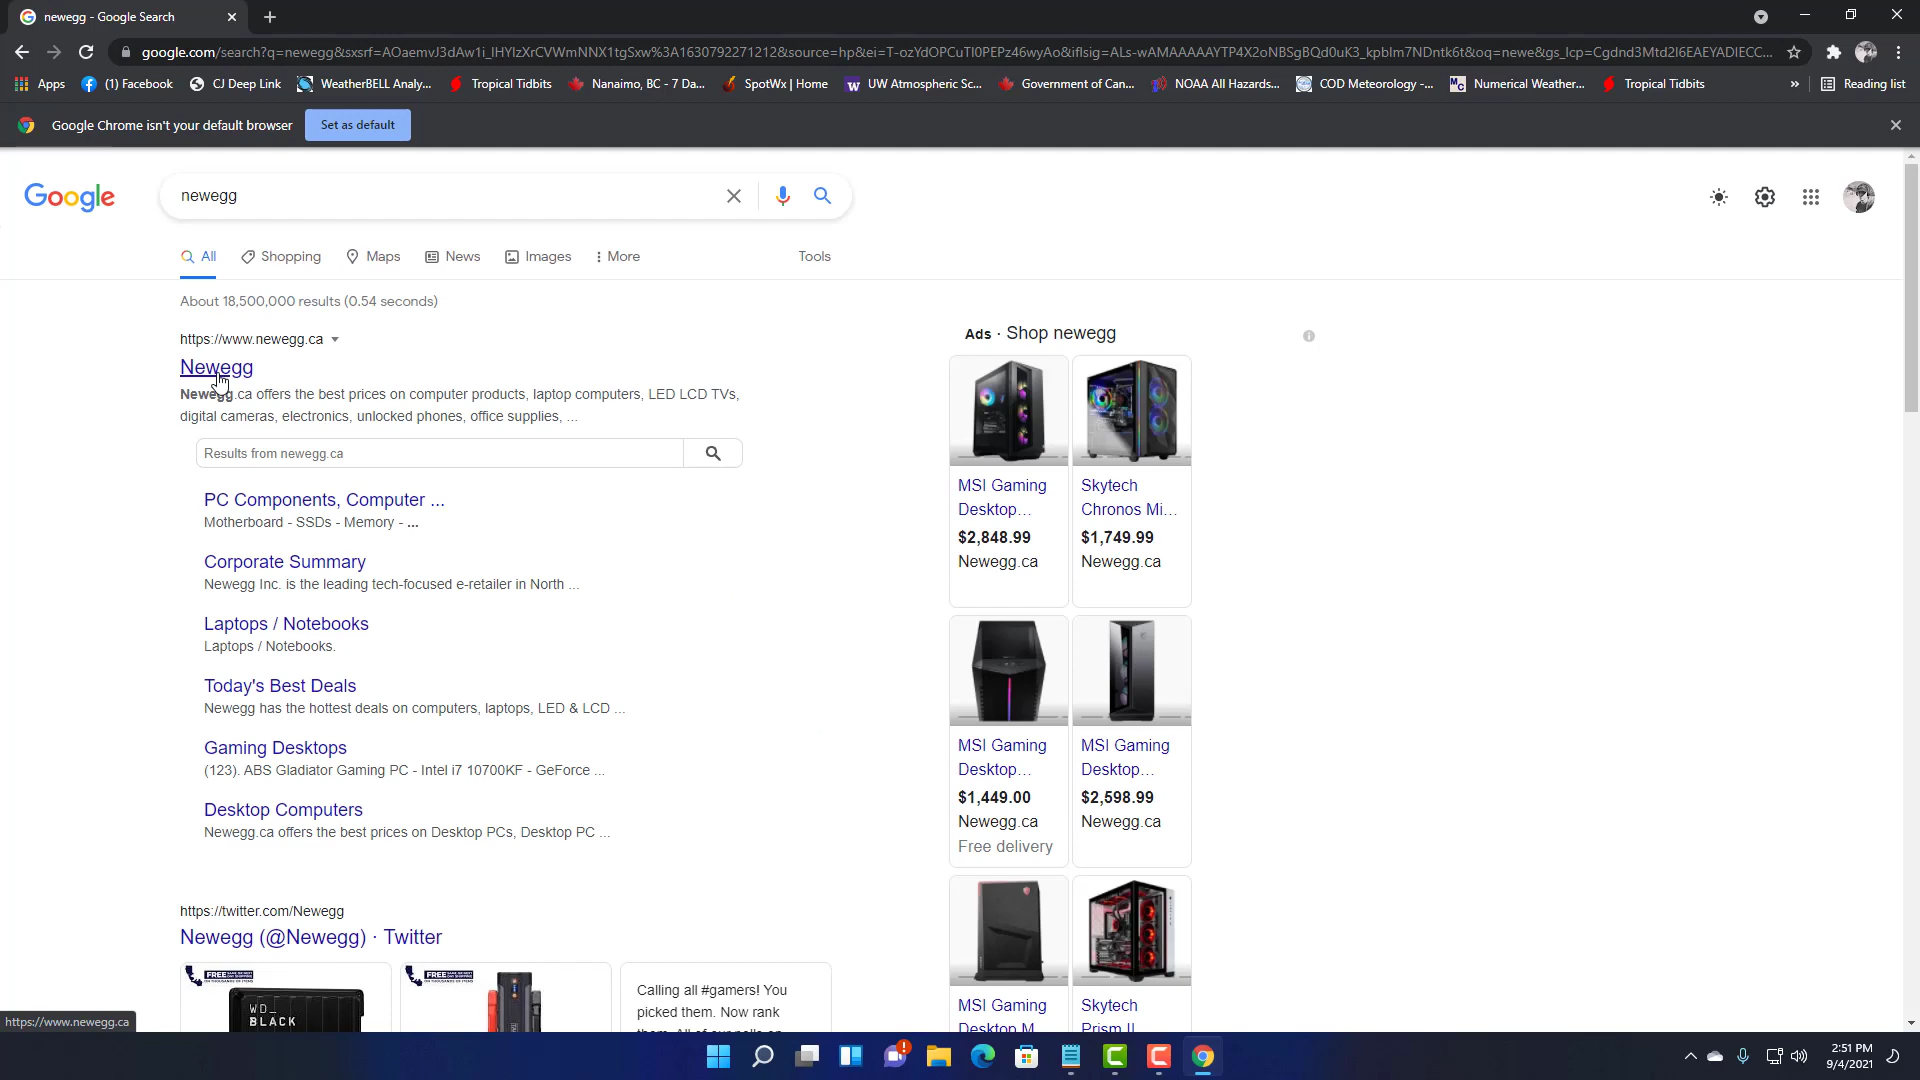 newegg - Google Search
google.com/search?q=newegg&sxsrf=AOaemvJ3dAw1i_IHYIzXrCVWmNNX1tgSxw%3A1630792271212&source=hp&ei=T-ozYdOPCuTl0PEPz46wyAo&iflsig=ALs-wAMAAAAAYTP4X2oNBSgBQd0uK3_kpblm7NDntk6t&oq=newe&gs_lcp=Cgdnd3Mtd2l6EAEYADIECC...
Apps
(1) Facebook
CJ Deep Link
WeatherBELL Analy...
Tropical Tidbits
Nanaimo, BC - 7 Da...
SpotWx | Home
UW Atmospheric Sc...
Government of Can...
NOAA All Hazards...
COD Meteorology -...
Numerical Weather...
Tropical Tidbits
»
Reading list
Google Chrome isn't your default browser
Set as default
Google
newegg
All
Shopping
Maps
News
Images
More
Tools
About 18,500,000 results (0.54 seconds)
https://www.newegg.ca
Newegg
Newegg.ca offers the best prices on computer products, laptop computers, LED LCD TVs,
digital cameras, electronics, unlocked phones, office supplies, ...
Results from newegg.ca
PC Components, Computer ...
Motherboard - SSDs - Memory - ...
Corporate Summary
Newegg Inc. is the leading tech-focused e-retailer in North ...
Laptops / Notebooks
Laptops / Notebooks.
Today's Best Deals
Newegg has the hottest deals on computers, laptops, LED & LCD ...
Gaming Desktops
(123). ABS Gladiator Gaming PC - Intel i7 10700KF - GeForce ...
Desktop Computers
Newegg.ca offers the best prices on Desktop PCs, Desktop PC ...
https://twitter.com/Newegg
Newegg (@Newegg) · Twitter
FREE
WD_
BLACK
FREE
Calling all #gamers! You
picked them. Now rank
Ads · Shop newegg
MSI Gaming
Desktop...
$2,848.99
Newegg.ca
Skytech
Chronos Mi...
$1,749.99
Newegg.ca
MSI Gaming
Desktop...
$1,449.00
Newegg.ca
Free delivery
MSI Gaming
Desktop...
$2,598.99
Newegg.ca
MSI Gaming
Desktop M
Skytech
Prism II
https://www.newegg.ca
2:51 PM
9/4/2021